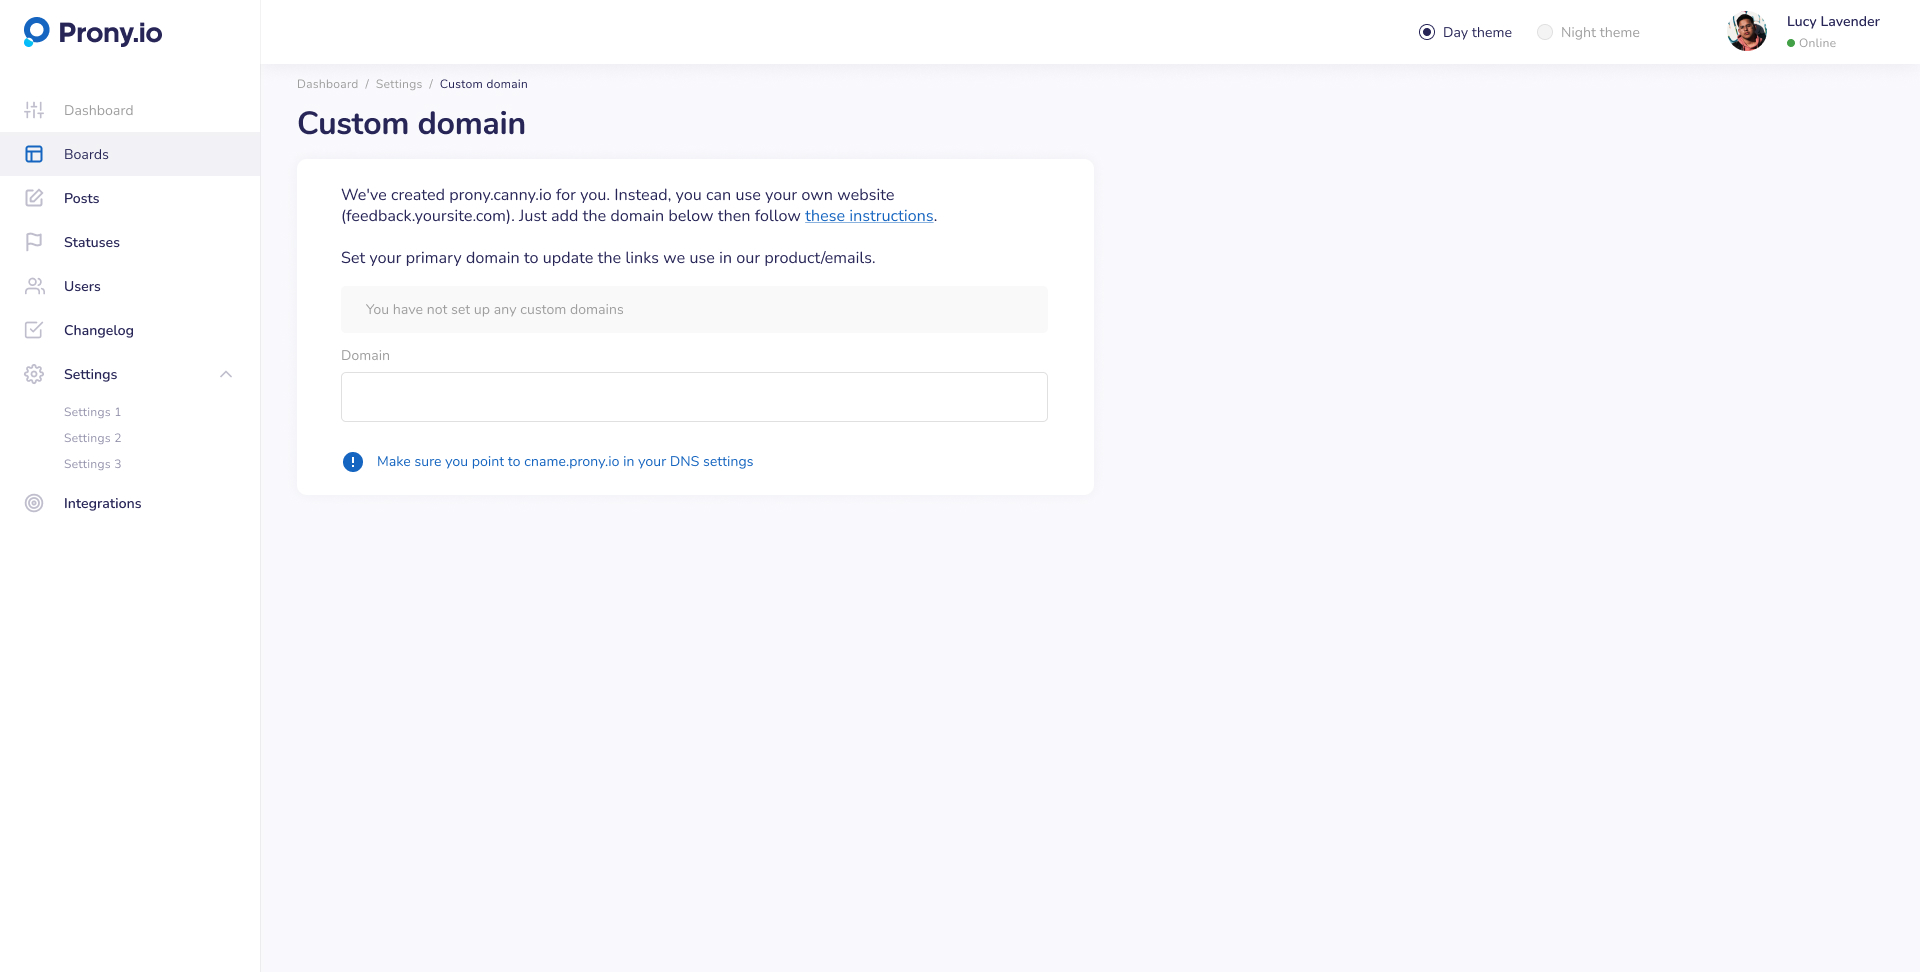 Prony.io
Day theme
Night theme
Lucy Lavender
Online
Dashboard
Boards
Posts
Statuses
Users
Changelog
Settings
Settings 1
Settings 2
Settings 3
Integrations
Dashboard / Settings / Custom domain
Custom domain
We've created prony.canny.io for you. Instead, you can use your own website
(feedback.yoursite.com). Just add the domain below then follow these instructions.
Set your primary domain to update the links we use in our product/emails.
You have not set up any custom domains
Domain
Make sure you point to cname.prony.io in your DNS settings